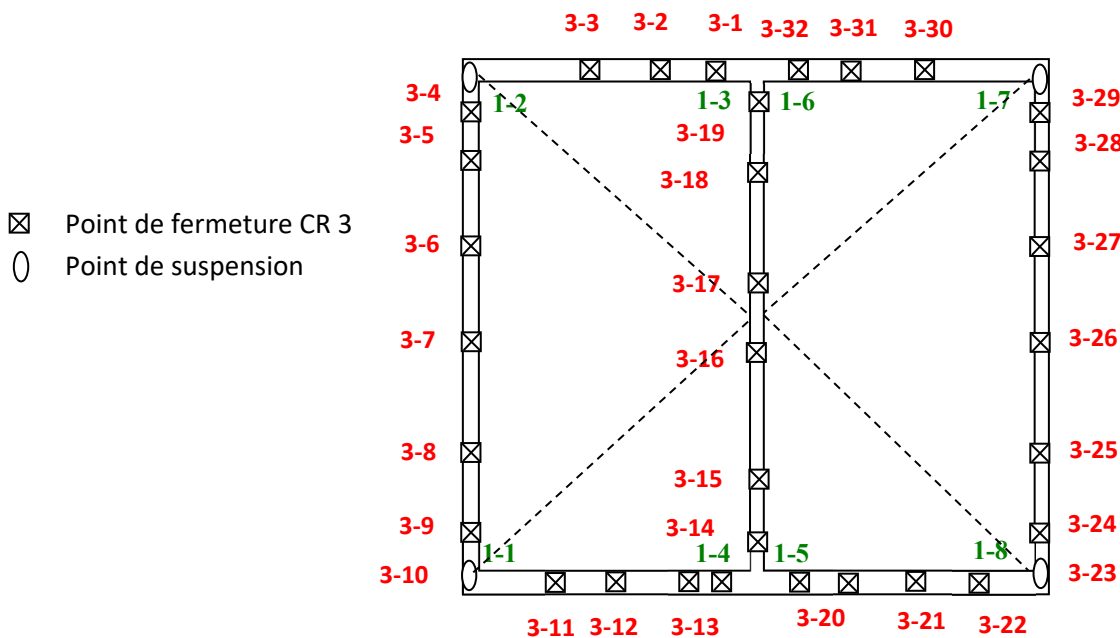 3-3 3-2 3-1 3-32 3-31 3-30
3-4 1-2 1-3 1-6 1-7 3-29
3-5 3-19 3-28
3-18
Point de fermeture CR 3
3-6 3-27
Point de suspension
3-17
3-7 3-26
3-16
3-8 3-25
3-15
3-9 3-14 3-24
1-1 1-4 1-5 1-8
3-10 3-23
3-11 3-12 3-13 3-20 3-21 3-22